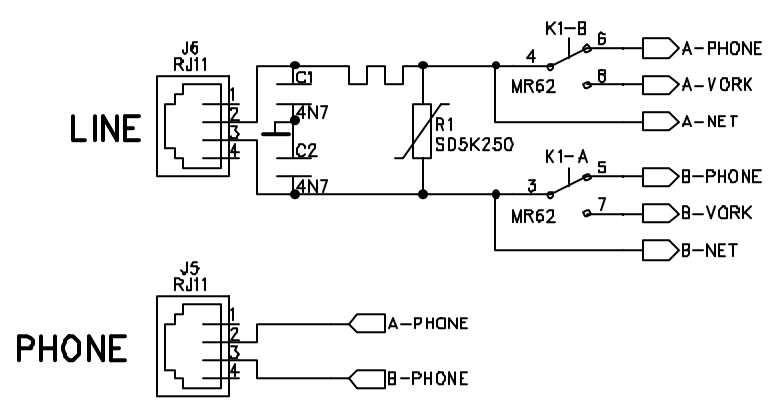 J6
RJ11
LINE
1
2
3
4
C1
4N7
C2
4N7
R1
SD5K250
K1-B
4
6
8
MR62
A-PHONE
A-VORK
A-NET
K1-A
3
5
7
MR62
B-PHONE
B-VORK
B-NET
J5
RJ11
PHONE
1
2
3
4
A-PHONE
B-PHONE